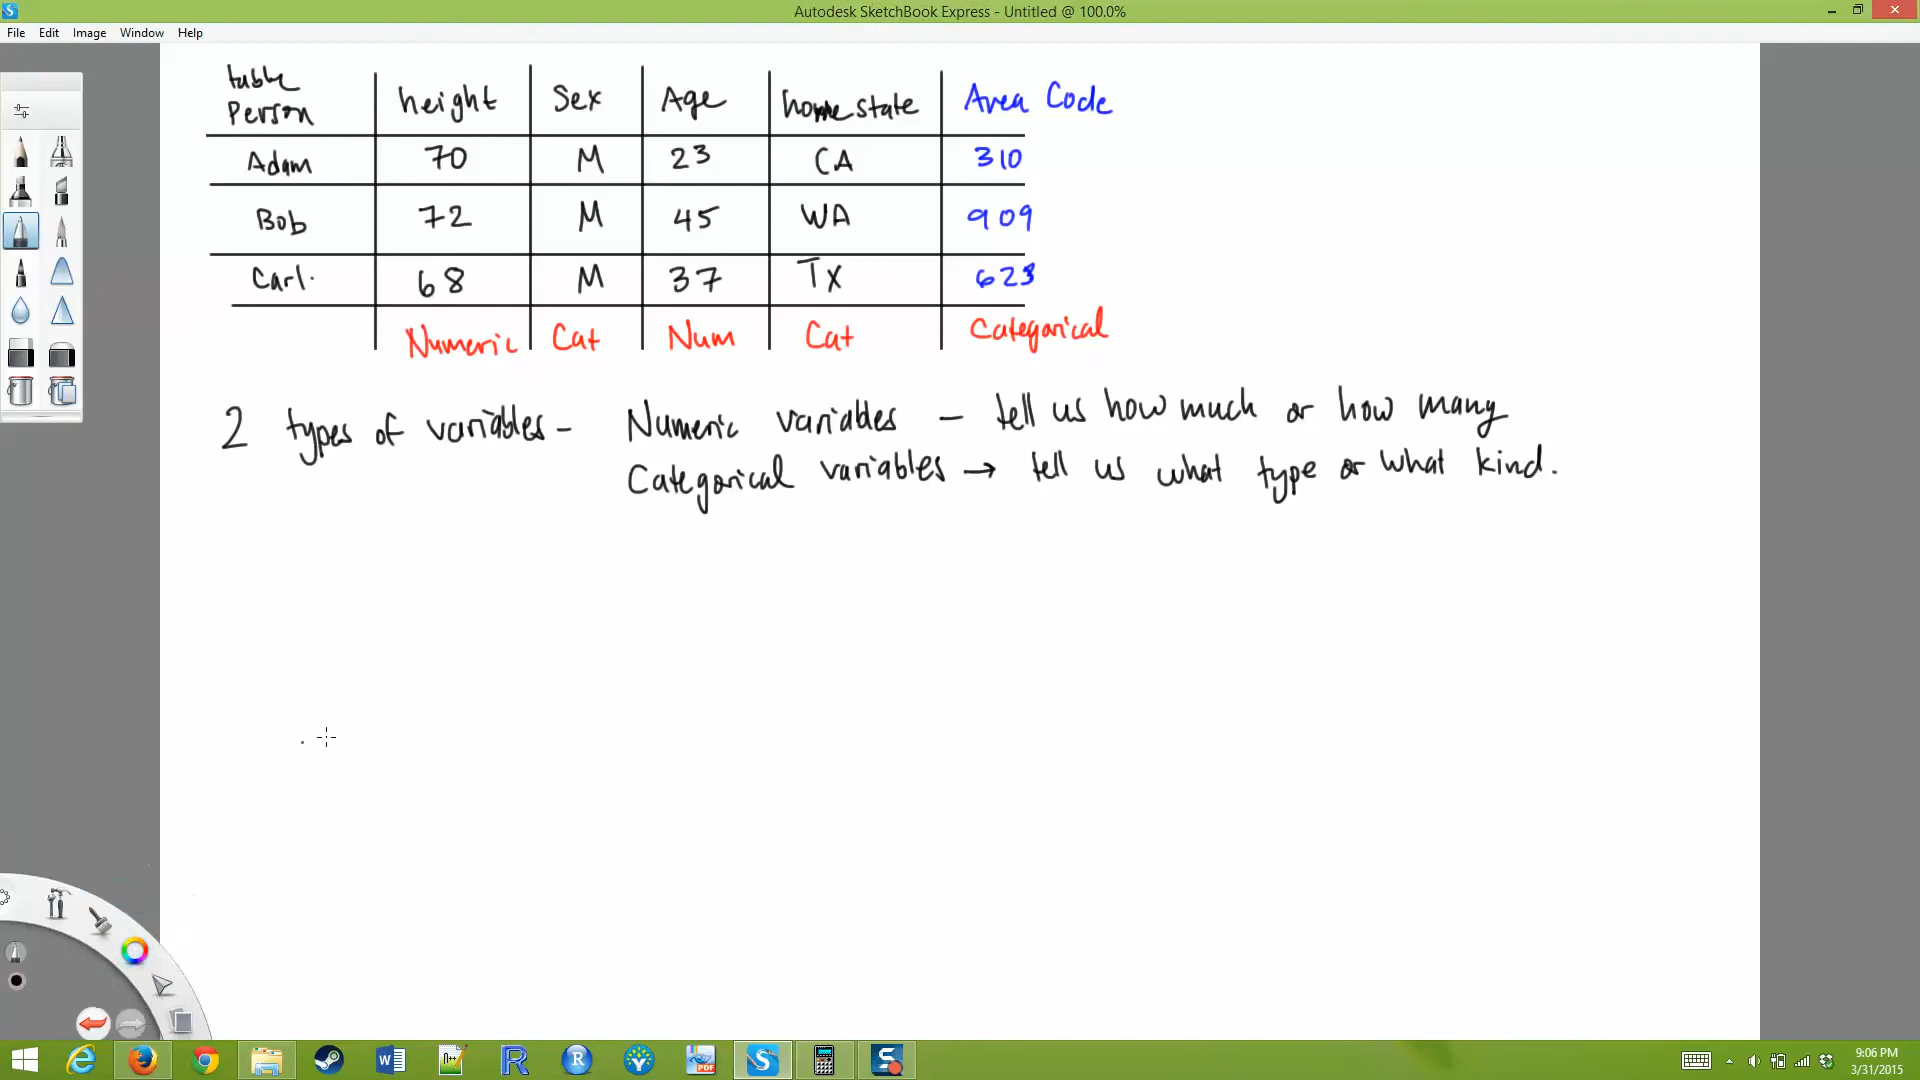 Autodesk SketchBook Express - Untitled @ 100.0%
File Edit Image Window Help
table
Person height Sex Age homestate Area Code
Adam 70 M 23 CA 310
Bob 72 M 45 WA 909
Carl. 68 M 37 TX 623
Numeric Cat Num Cat Categorical
2 types of variables - Numeric variables - tell us how much or how many
Categorical variables → tell us what type or what kind.
9:06 PM
3/31/2015